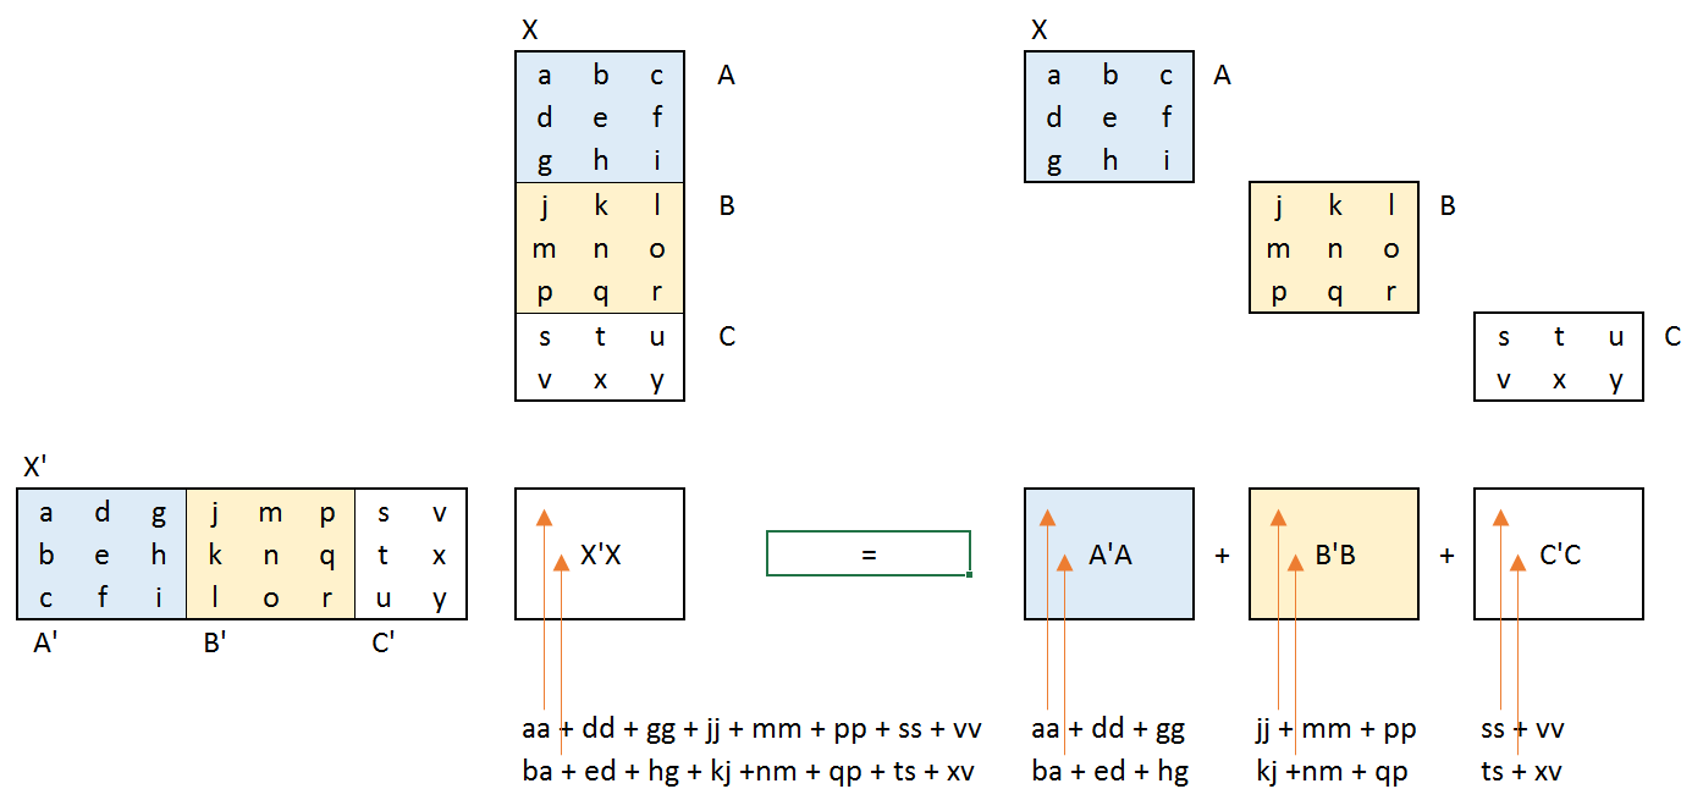 X X
a b c A a b c A
d e f d e f
g h i g h i
j k l B j k l B
m n o m n o
p q r p q r
s t u C s t u C
v x y v x y
X'
a d g j m p s v
b e h k n q t x X'X = A'A + B'B + C'C
c f i l o r u y
A' B' C'
aa + dd + gg + jj + mm + pp + ss + vv aa + dd + gg jj + mm + pp ss + vv
ba + ed + hg + kj +nm + qp + ts + xv ba + ed + hg kj +nm + qp ts + xv